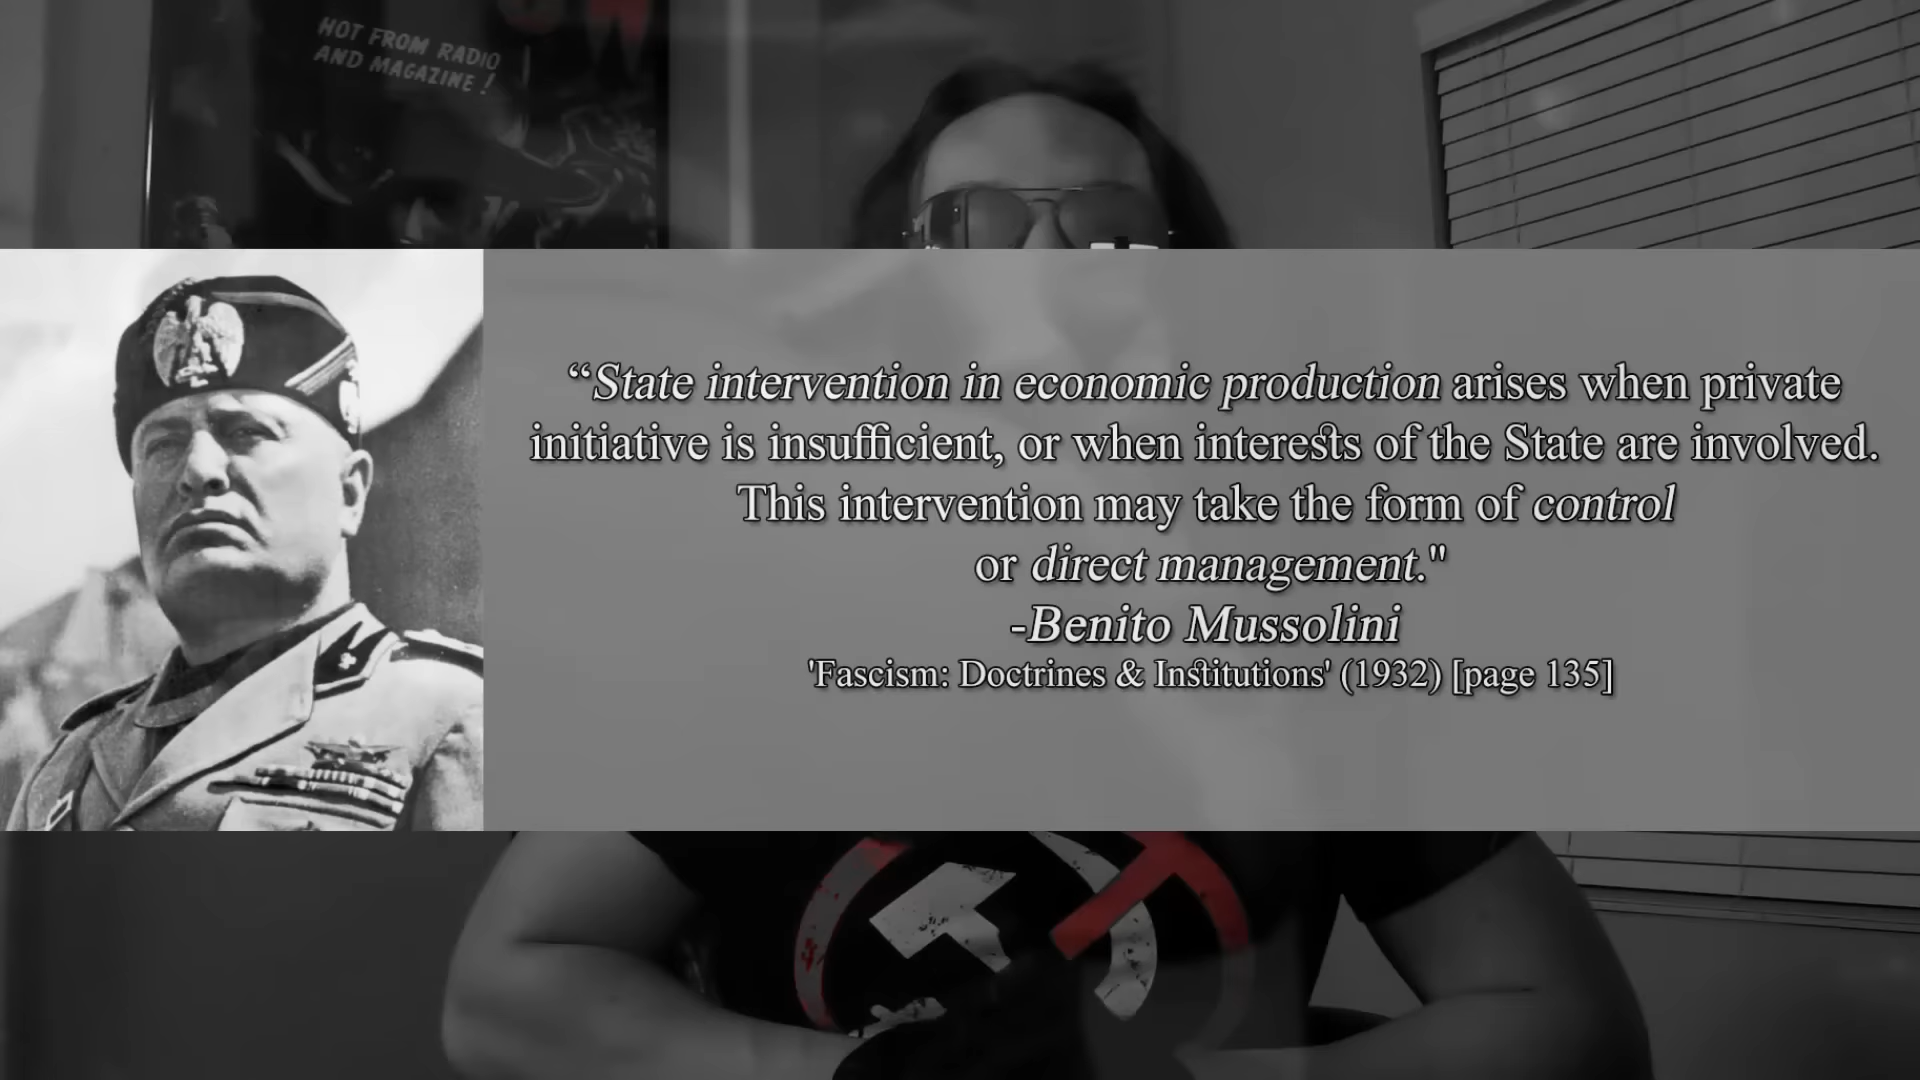 HOT FROM RADIO
AND MAGAZINE!
“State intervention in economic production arises when private
initiative is insufficient, or when interests of the State are involved.
This intervention may take the form of control
or direct management."
-Benito Mussolini
'Fascism: Doctrines & Institutions' (1932) [page 135]